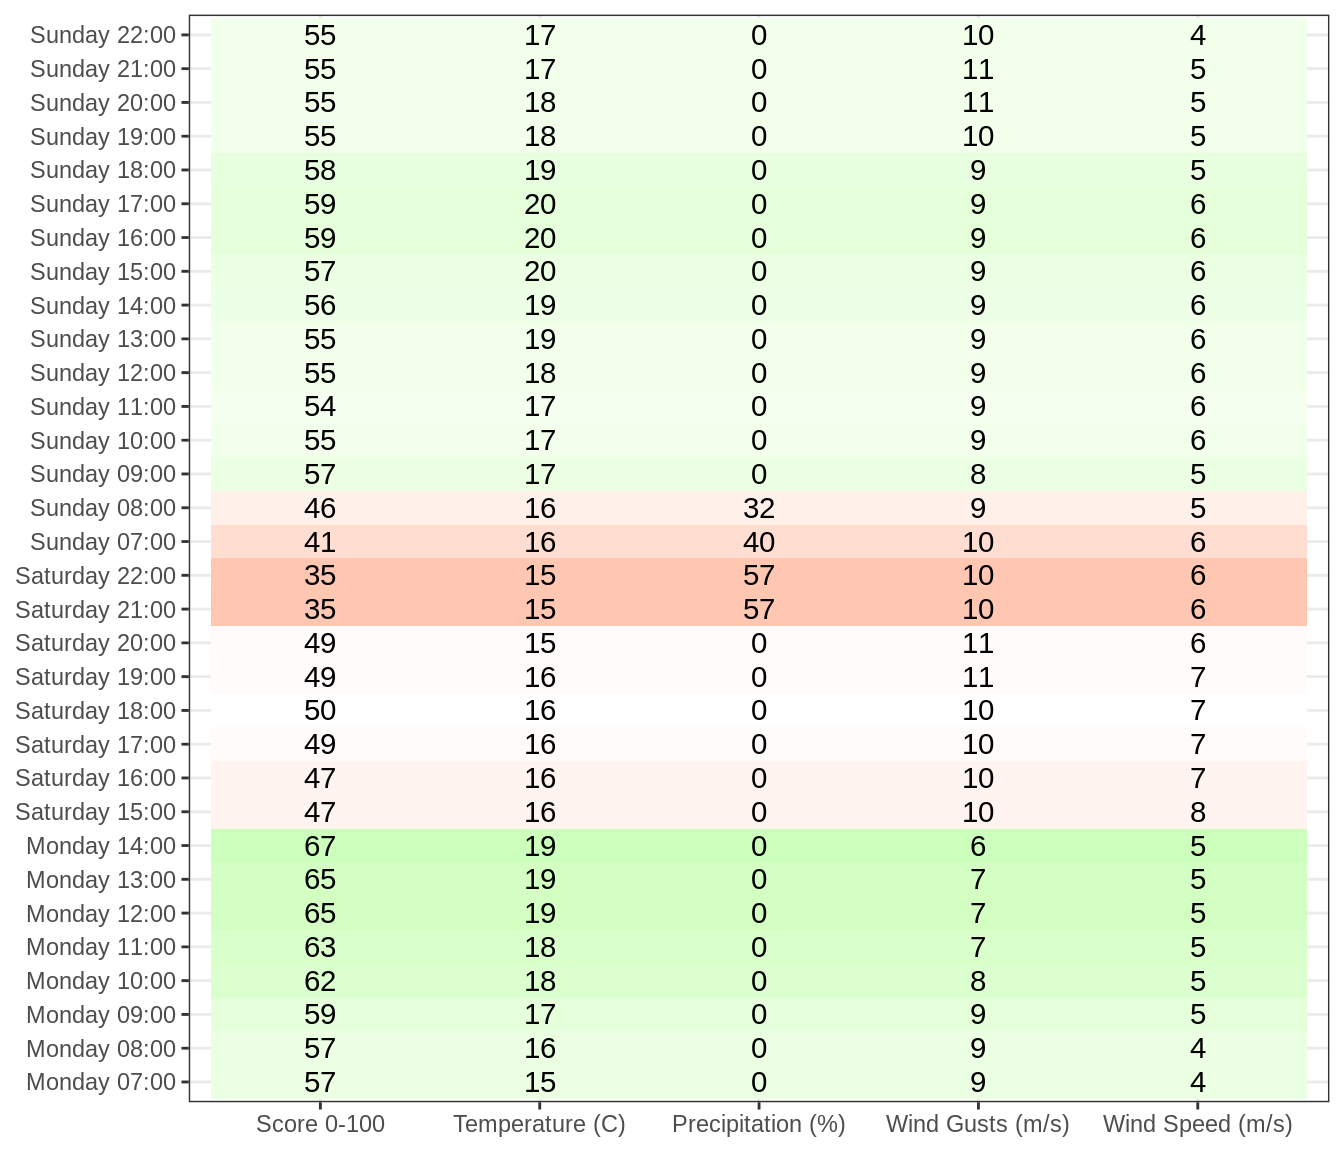 Sunday 22:00 55 17 0 10 4
Sunday 21:00 55 17 0 11 5
Sunday 20:00 55 18 0 11 5
Sunday 19:00 55 18 0 10 5
Sunday 18:00 58 19 0 9 5
Sunday 17:00 59 20 0 9 6
Sunday 16:00 59 20 0 9 6
Sunday 15:00 57 20 0 9 6
Sunday 14:00 56 19 0 9 6
Sunday 13:00 55 19 0 9 6
Sunday 12:00 55 18 0 9 6
Sunday 11:00 54 17 0 9 6
Sunday 10:00 55 17 0 9 6
Sunday 09:00 57 17 0 8 5
Sunday 08:00 46 16 32 9 5
Sunday 07:00 41 16 40 10 6
Saturday 22:00 35 15 57 10 6
Saturday 21:00 35 15 57 10 6
Saturday 20:00 49 15 0 11 6
Saturday 19:00 49 16 0 11 7
Saturday 18:00 50 16 0 10 7
Saturday 17:00 49 16 0 10 7
Saturday 16:00 47 16 0 10 7
Saturday 15:00 47 16 0 10 8
Monday 14:00 67 19 0 6 5
Monday 13:00 65 19 0 7 5
Monday 12:00 65 19 0 7 5
Monday 11:00 63 18 0 7 5
Monday 10:00 62 18 0 8 5
Monday 09:00 59 17 0 9 5
Monday 08:00 57 16 0 9 4
Monday 07:00 57 15 0 9 4
Score 0-100 Temperature (C) Precipitation (%) Wind Gusts (m/s) Wind Speed (m/s)